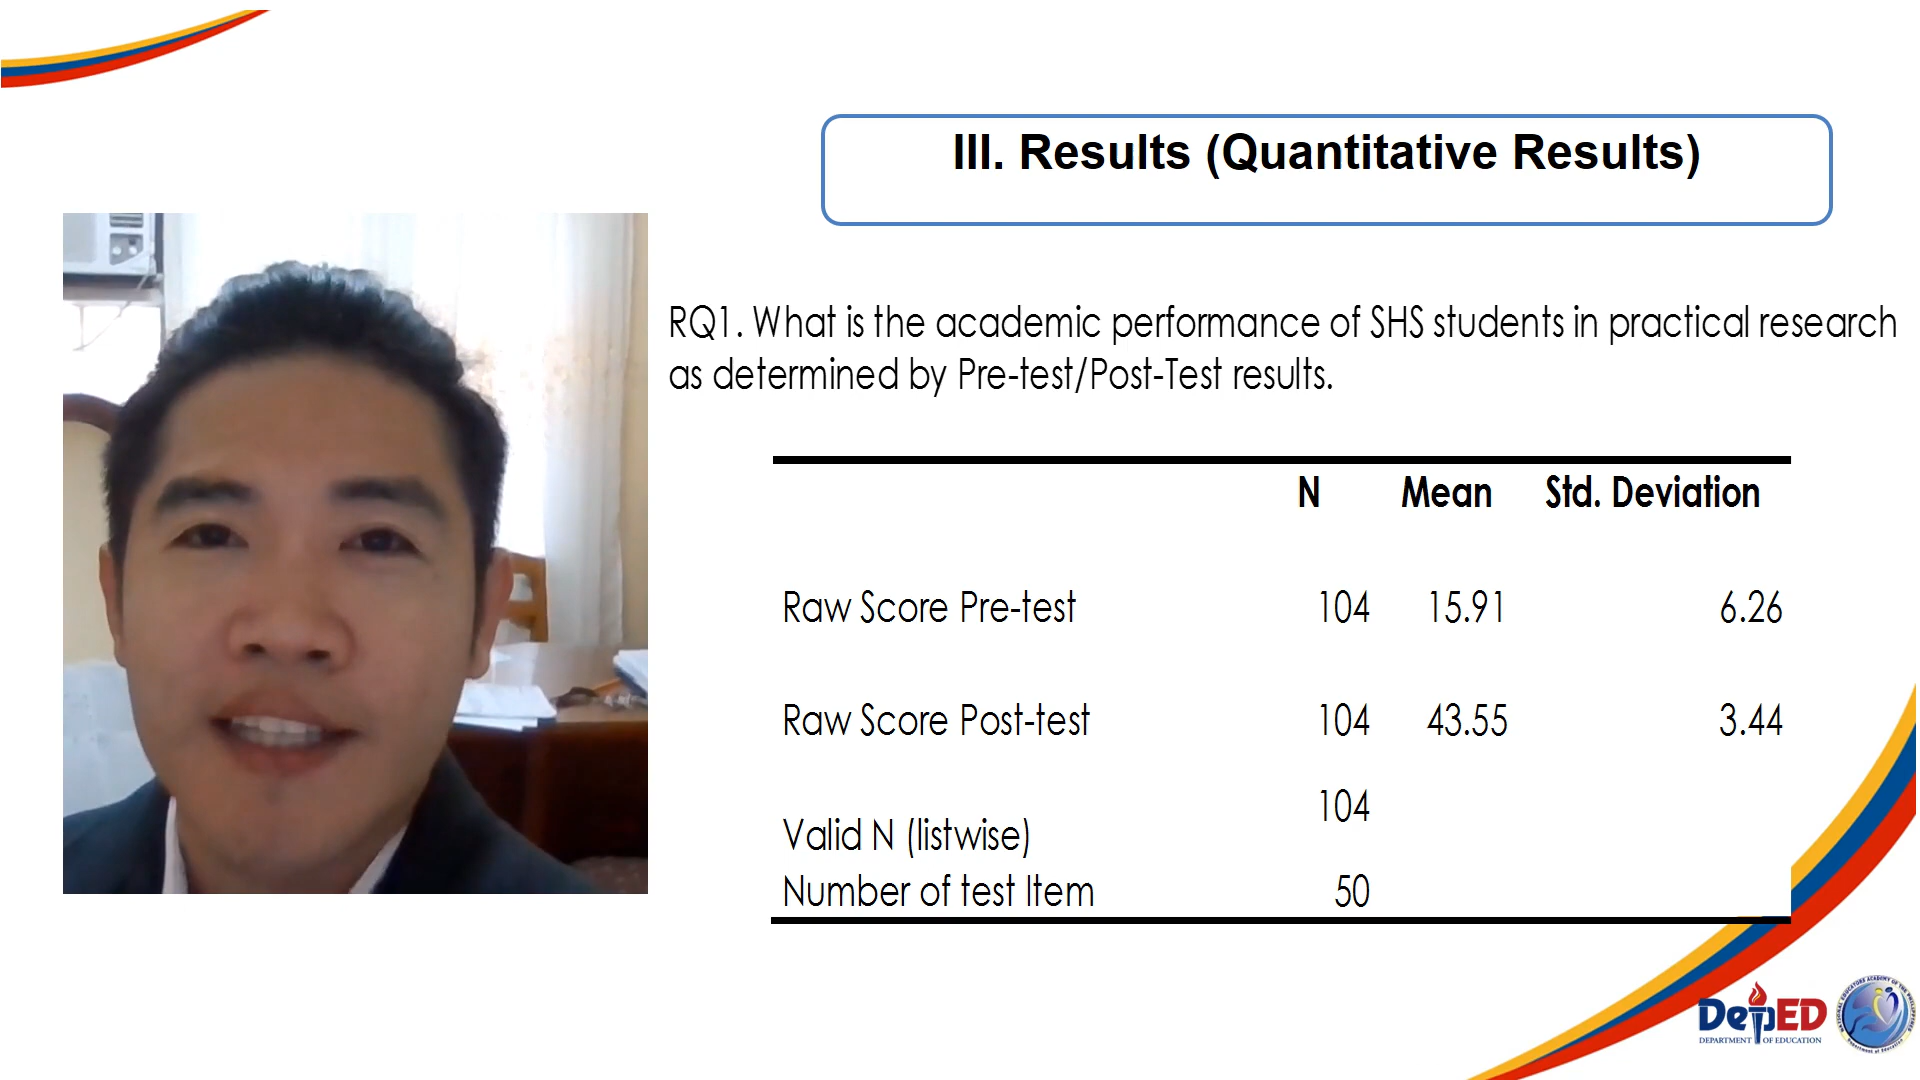 III. Results (Quantitative Results)
RQ1. What is the academic performance of SHS students in practical research
as determined by Pre-test/Post-Test results.
N Mean Std. Deviation
Raw Score Pre-test 104 15.91 6.26
Raw Score Post-test 104 43.55 3.44
Valid N (listwise) 104
Number of test Item 50
DepED
DEPARTMENT OF EDUCATION